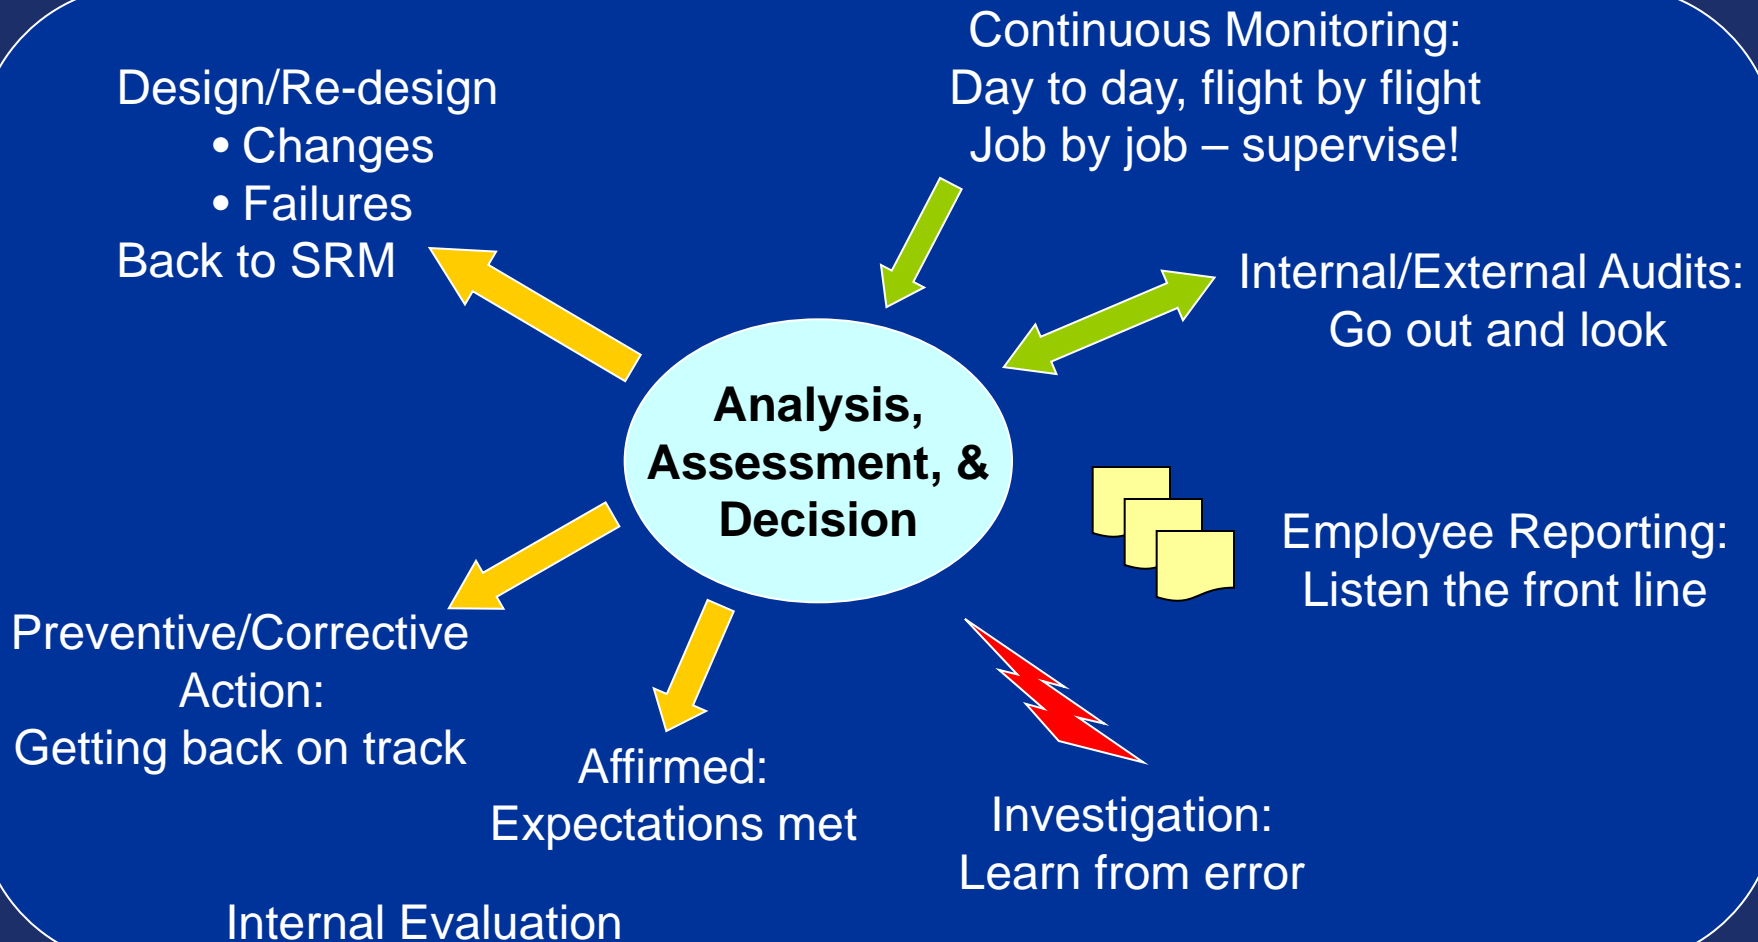 Design/Re-design
• Changes
• Failures
Back to SRM
Continuous Monitoring:
Day to day, flight by flight
Job by job – supervise!
Internal/External Audits:
Go out and look
Analysis,
Assessment, &
Decision
Employee Reporting:
Listen the front line
Preventive/Corrective
Action:
Getting back on track
Affirmed:
Expectations met
Investigation:
Learn from error
Internal Evaluation